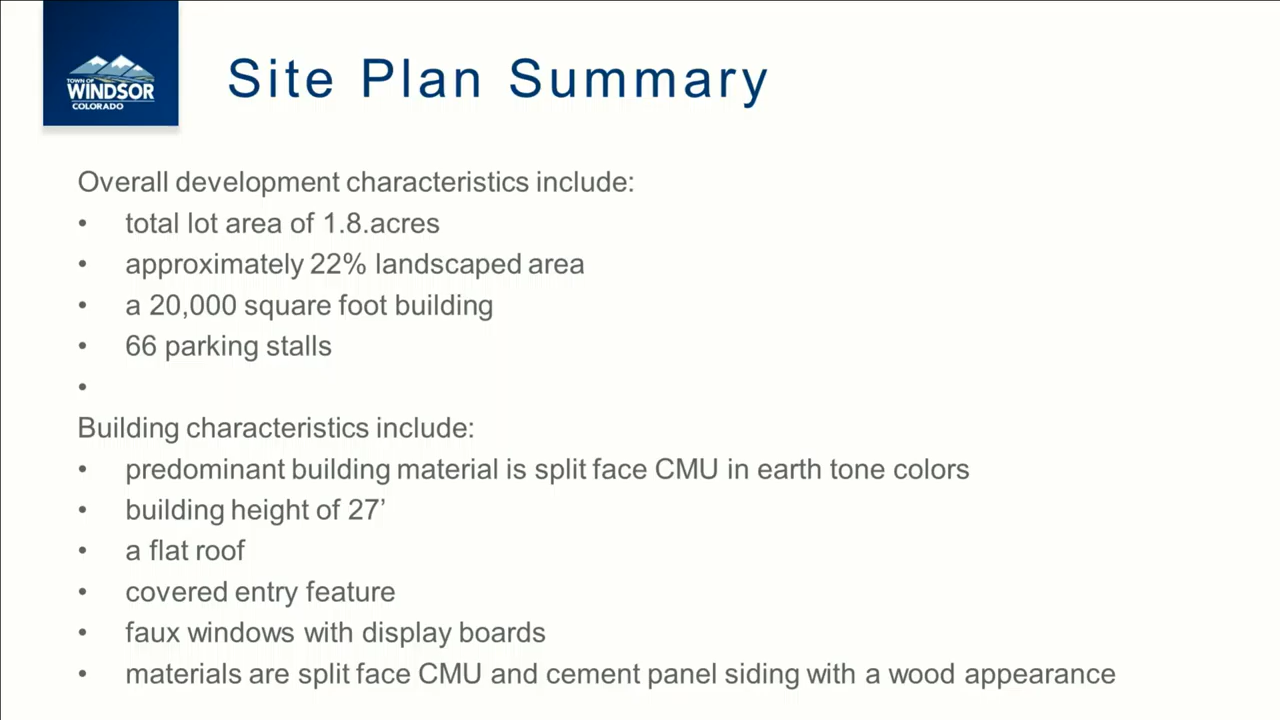 TOWN OF
WINDSOR
COLORADO
Site Plan Summary
Overall development characteristics include:
• total lot area of 1.8.acres
• approximately 22% landscaped area
• a 20,000 square foot building
• 66 parking stalls
•
Building characteristics include:
• predominant building material is split face CMU in earth tone colors
• building height of 27’
• a flat roof
• covered entry feature
• faux windows with display boards
• materials are split face CMU and cement panel siding with a wood appearance